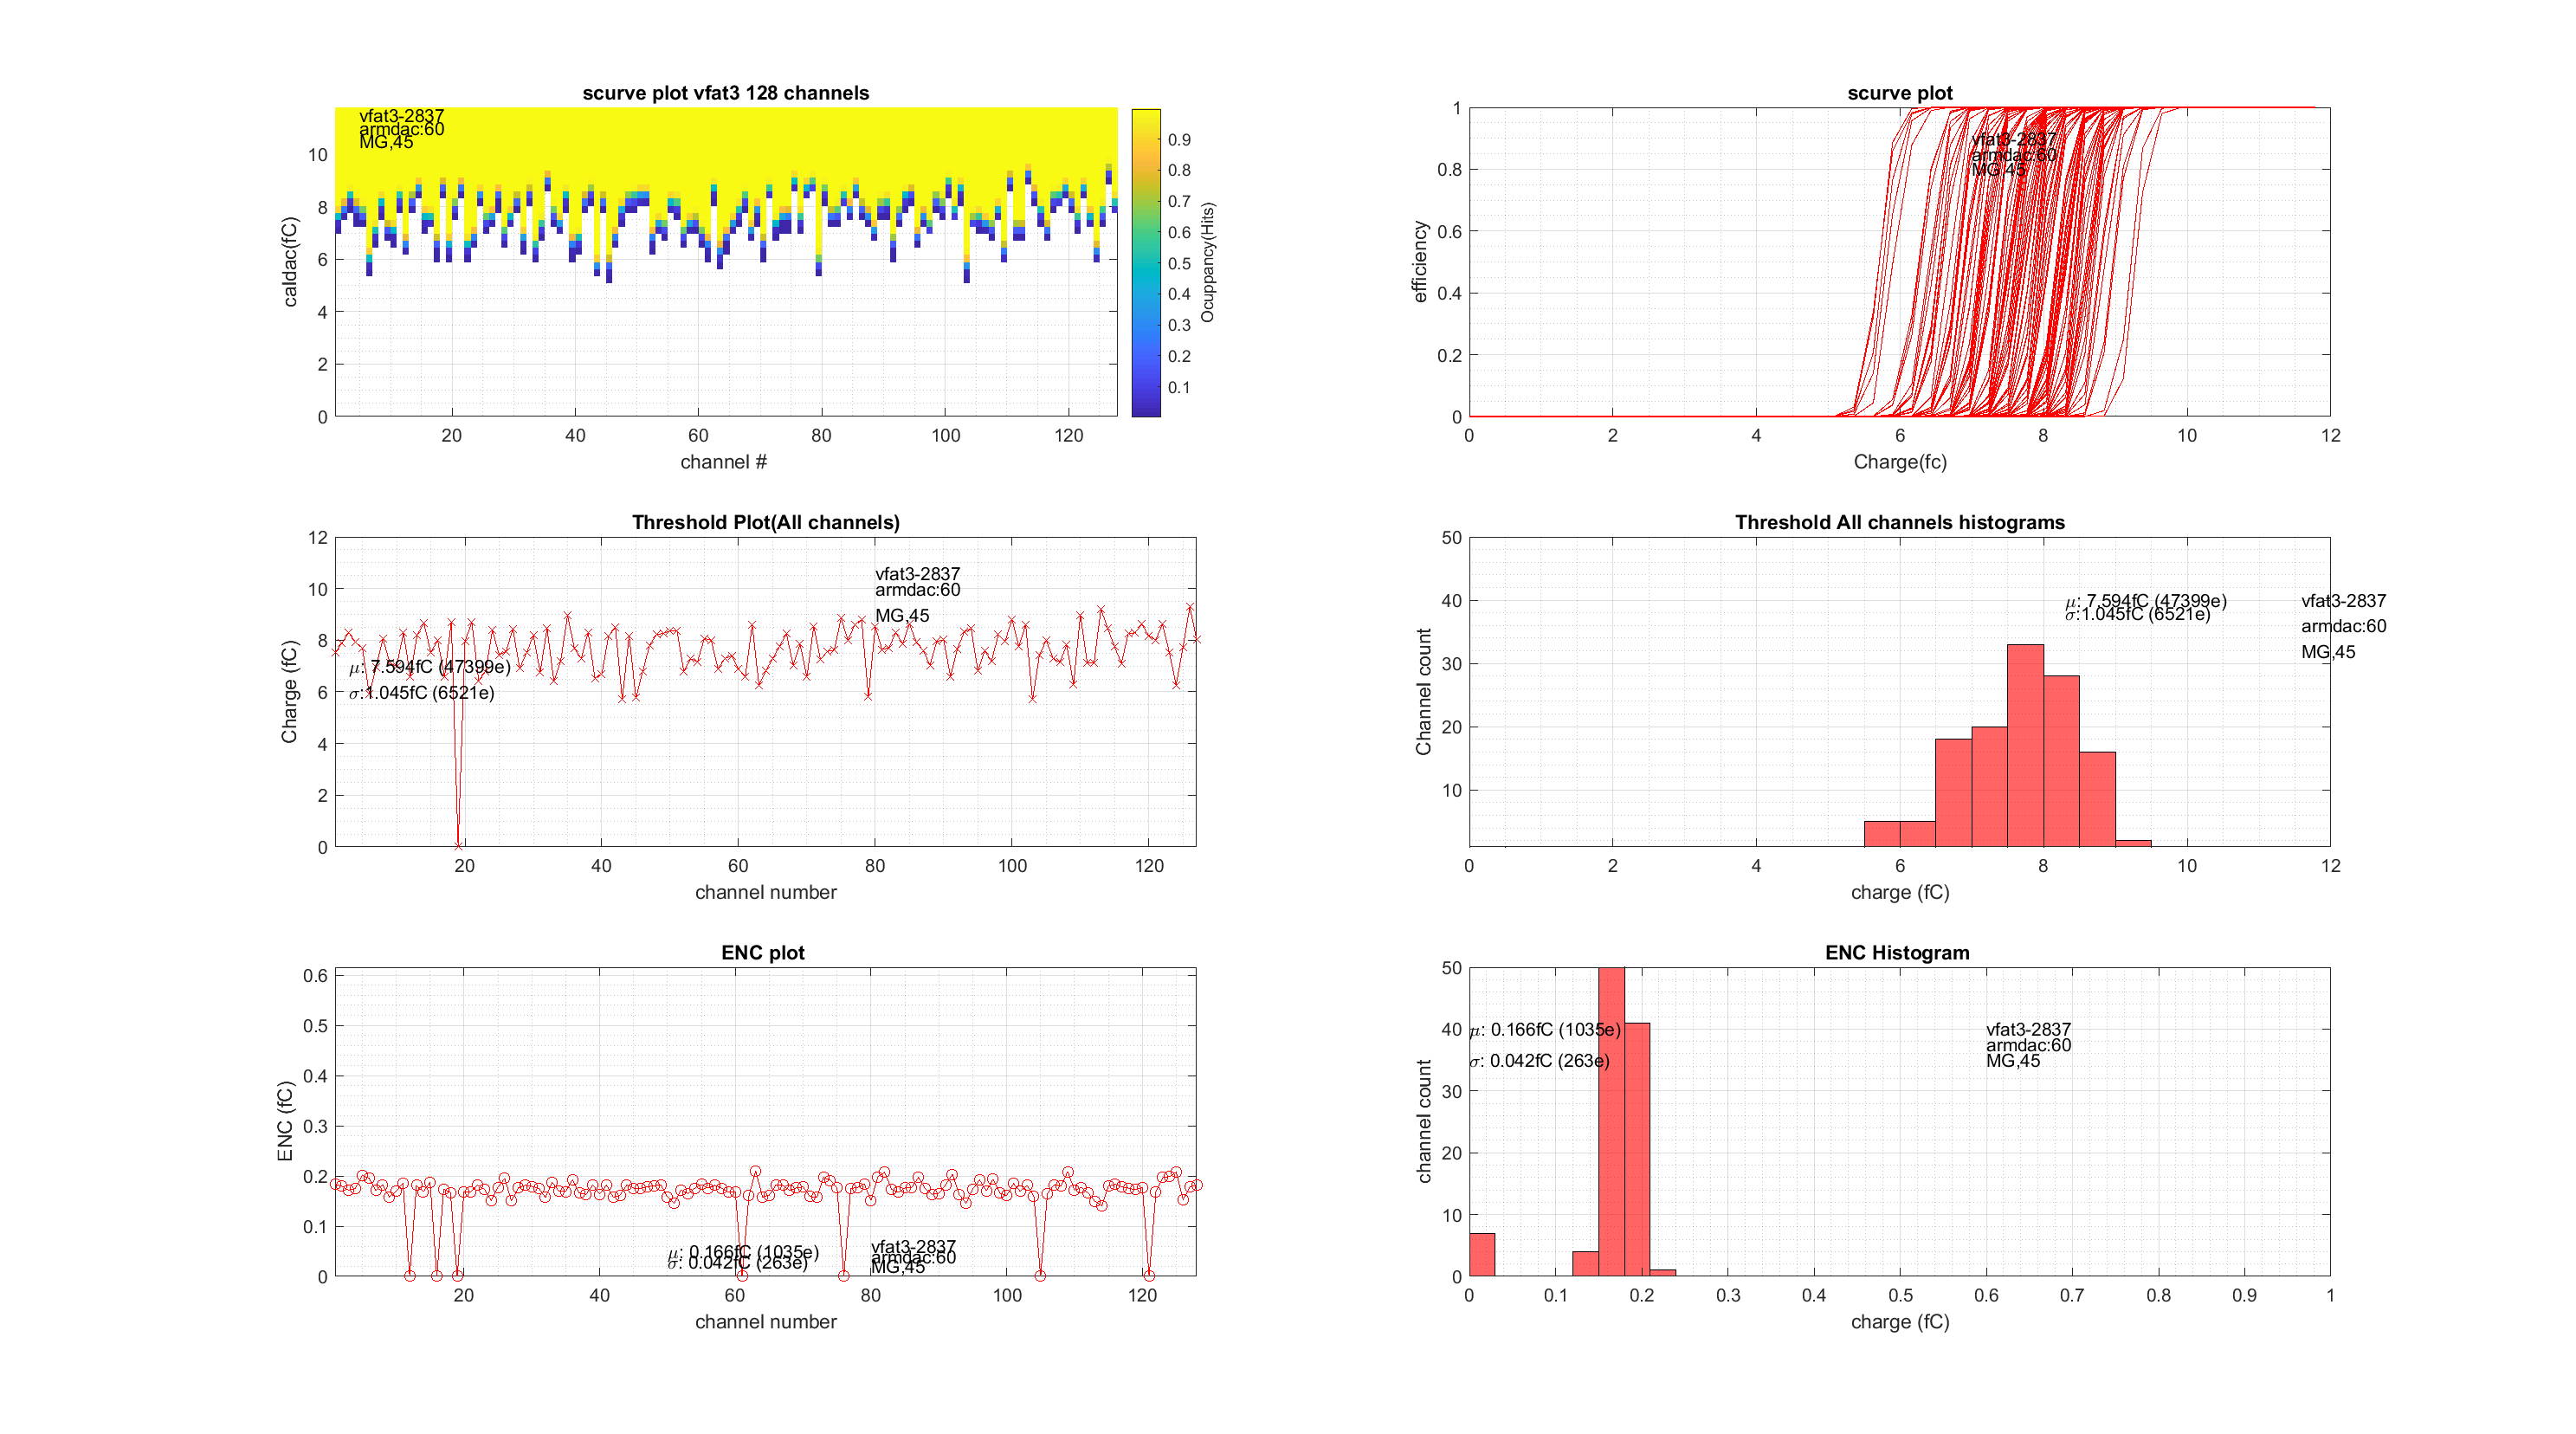 scurve plot vfat3 128 channels
vfat3-2837
armdac:60
MG,45
10
8
6
4
2
0
caldac(fC)
20 40 60 80 100 120
channel #
0.9
0.8
0.7
0.6
0.5
0.4
0.3
0.2
0.1
Ocuppancy(Hits)
scurve plot
vfat3-2837
armdac:60
MG,45
1
0.8
0.6
0.4
0.2
0
efficiency
0 2 4 6 8 10 12
Charge(fc)
Threshold Plot(All channels)
vfat3-2837
armdac:60
MG,45
μ: 7.594fC (47399e)
σ:1.045fC (6521e)
12
10
8
6
4
2
0
Charge (fC)
20 40 60 80 100 120
channel number
Threshold All channels histograms
μ: 7.594fC (47399e)
σ:1.045fC (6521e)
vfat3-2837
armdac:60
MG,45
50
40
30
20
10
Channel count
0 2 4 6 8 10 12
charge (fC)
ENC plot
0.6
0.5
0.4
0.3
0.2
0.1
0
ENC (fC)
μ: 0.166fC (1035e)
σ: 0.042fC (263e)
vfat3-2837
armdac:60
MG,45
20 40 60 80 100 120
channel number
ENC Histogram
μ: 0.166fC (1035e)
σ: 0.042fC (263e)
vfat3-2837
armdac:60
MG,45
50
40
30
20
10
0
channel count
0 0.1 0.2 0.3 0.4 0.5 0.6 0.7 0.8 0.9 1
charge (fC)